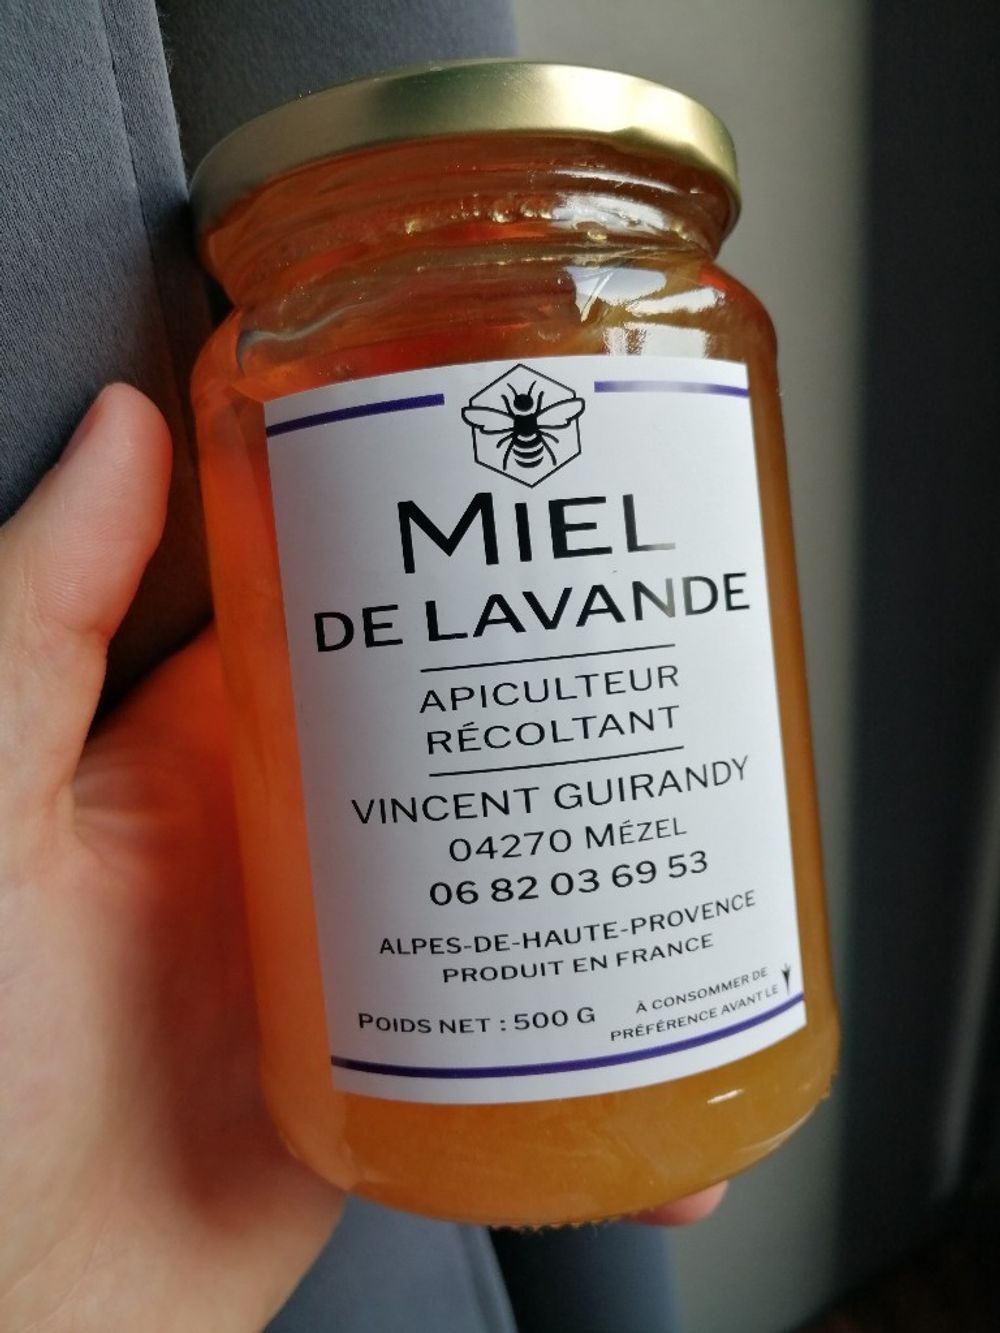 MIEL
DE LAVANDE
APICULTEUR
RÉCOLTANT
VINCENT GUIRANDY
04270 MÉZEL
06 82 03 69 53
ALPES-DE-HAUTE-PROVENCE
PRODUIT EN FRANCE
POIDS NET : 500 G
À CONSOMMER DE
PRÉFÉRENCE AVANT LE